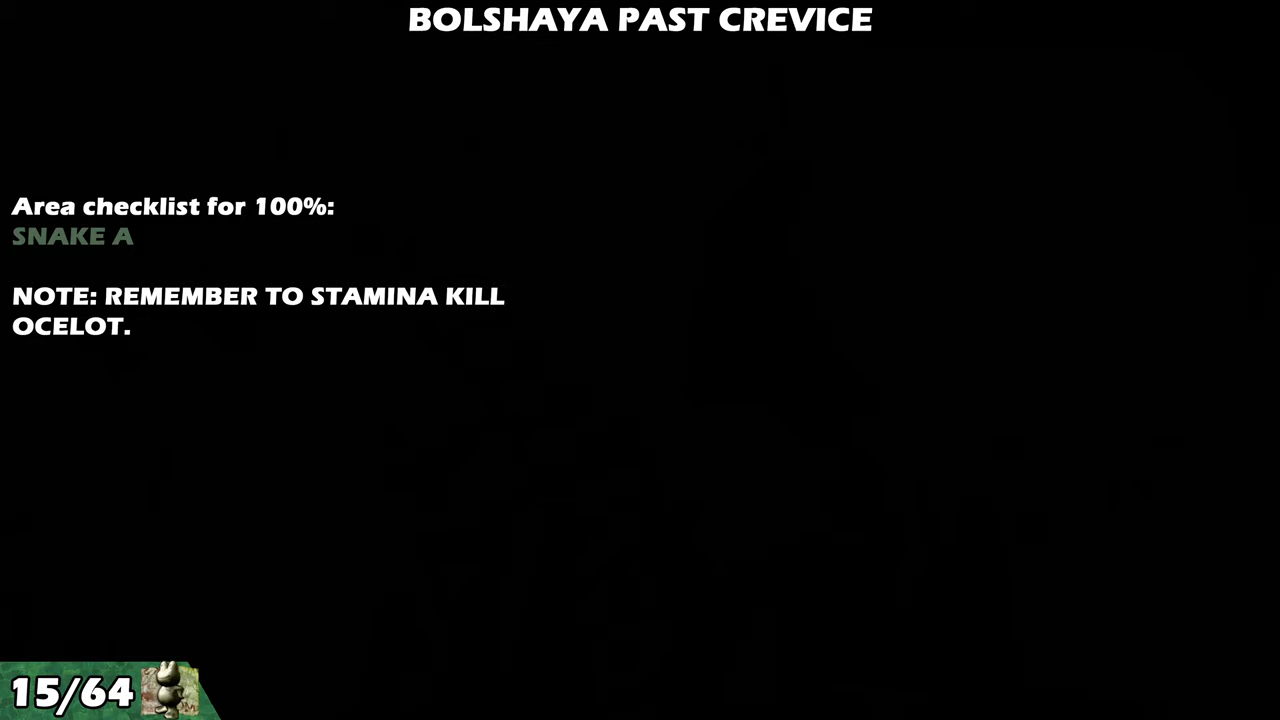 BOLSHAYA PAST CREVICE
Area checklist for 100%:
SNAKE A
NOTE: REMEMBER TO STAMINA KILL
OCELOT.
15/64